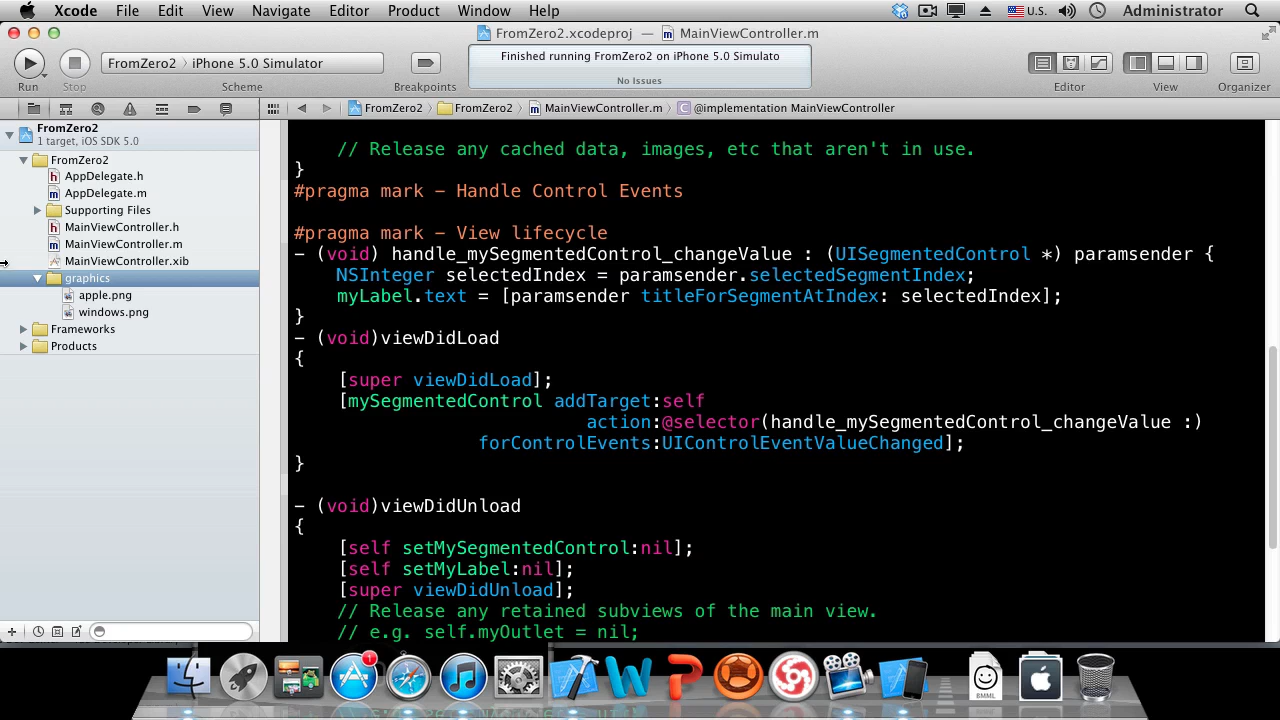 Xcode File Edit View Navigate Editor Product Window Help U.S. Administrator
FromZero2.xcodeproj — MainViewController.m
FromZero2 〉 iPhone 5.0 Simulator
Finished running FromZero2 on iPhone 5.0 Simulato
No Issues
Run Stop Scheme Breakpoints Editor View Organizer
FromZero2 FromZero2 MainViewController.m C @implementation MainViewController
FromZero2
1 target, iOS SDK 5.0
FromZero2
h AppDelegate.h
m AppDelegate.m
Supporting Files
h MainViewController.h
m MainViewController.m
MainViewController.xib
graphics
apple.png
windows.png
Frameworks
Products
// Release any cached data, images, etc that aren't in use.
}
#pragma mark - Handle Control Events
#pragma mark - View lifecycle
- (void) handle_mySegmentedControl_changeValue : (UISegmentedControl *) paramsender {
NSInteger selectedIndex = paramsender.selectedSegmentIndex;
myLabel.text = [paramsender titleForSegmentAtIndex: selectedIndex];
}
- (void)viewDidLoad
{
[super viewDidLoad];
[mySegmentedControl addTarget:self
action:@selector(handle_mySegmentedControl_changeValue :)
forControlEvents:UIControlEventValueChanged];
}
- (void)viewDidUnload
{
[self setMySegmentedControl:nil];
[self setMyLabel:nil];
[super viewDidUnload];
// Release any retained subviews of the main view.
// e.g. self.myOutlet = nil;
1
BMML